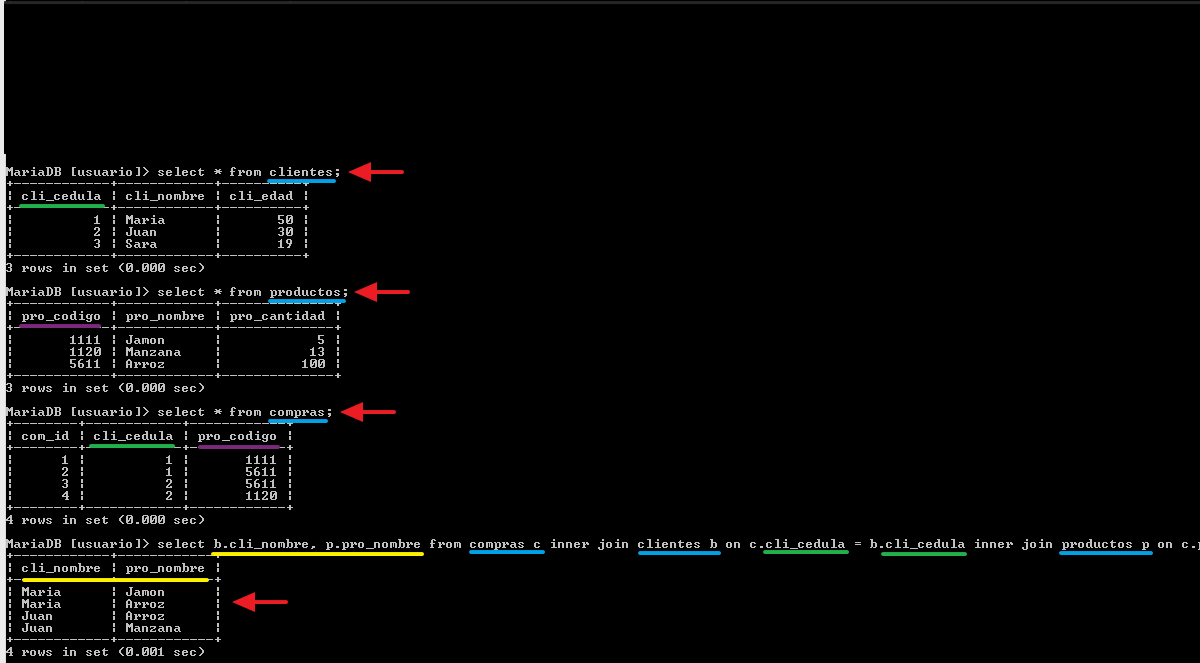 MariaDB [usuario]> select * from clientes;
+------------+------------+----------+
| cli_cedula | cli_nombre | cli_edad |
+------------+------------+----------+
| 1 | Maria | 50 |
| 2 | Juan | 30 |
| 3 | Sara | 19 |
+------------+------------+----------+
3 rows in set (0.000 sec)
MariaDB [usuario]> select * from productos;
+------------+------------+--------------+
| pro_codigo | pro_nombre | pro_cantidad |
+------------+------------+--------------+
| 1111 | Jamon | 5 |
| 1120 | Manzana | 13 |
| 5611 | Arroz | 100 |
+------------+------------+--------------+
3 rows in set (0.000 sec)
MariaDB [usuario]> select * from compras;
+--------+------------+------------+
| com_id | cli_cedula | pro_codigo |
+--------+------------+------------+
| 1 | 1 | 1111 |
| 2 | 1 | 5611 |
| 3 | 2 | 5611 |
| 4 | 2 | 1120 |
+--------+------------+------------+
4 rows in set (0.000 sec)
MariaDB [usuario]> select b.cli_nombre, p.pro_nombre from compras c inner join clientes b on c.cli_cedula = b.cli_cedula inner join productos p on c.p
+------------+------------+
| cli_nombre | pro_nombre |
+------------+------------+
| Maria | Jamon |
| Maria | Arroz |
| Juan | Arroz |
| Juan | Manzana |
+------------+------------+
4 rows in set (0.001 sec)